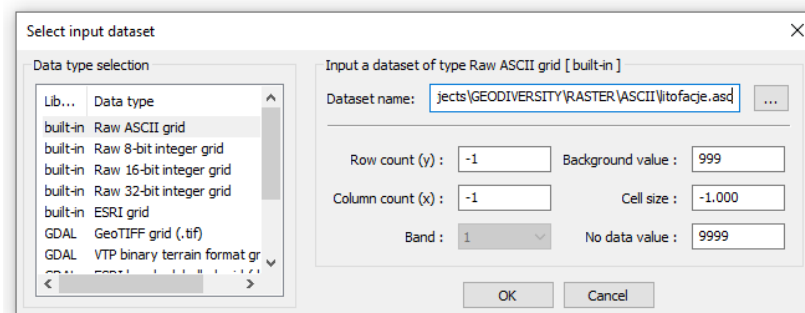 Select input dataset
Data type selection
Lib... Data type
built-in Raw ASCII grid
built-in Raw 8-bit integer grid
built-in Raw 16-bit integer grid
built-in Raw 32-bit integer grid
built-in ESRI grid
GDAL GeoTIFF grid (.tif)
GDAL VTP binary terrain format gr
Input a dataset of type Raw ASCII grid [ built-in ]
Dataset name: jects\GEODIVERSITY\RASTER\ASCII\litofacje.asc ...
Row count (y) : -1 Background value : 999
Column count (x) : -1 Cell size : -1.000
Band : 1 No data value : 9999
OK Cancel